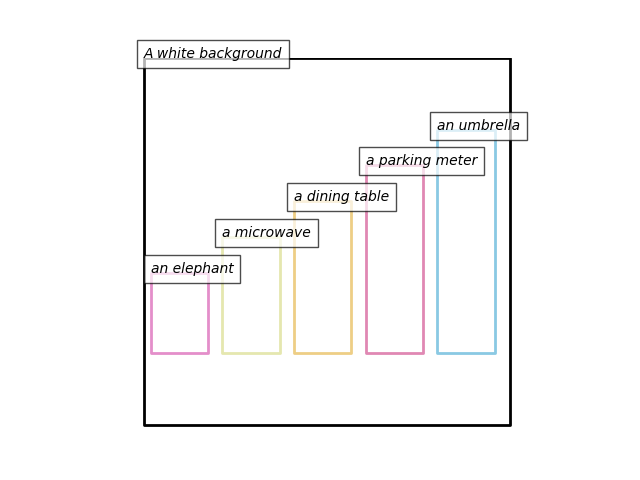 A white background
an umbrella
a parking meter
a dining table
a microwave
an elephant